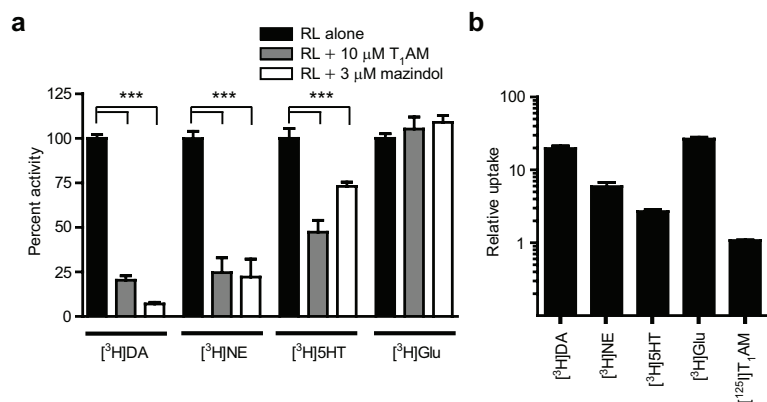 a
RL alone
RL + 10 μM T₁AM
RL + 3 μM mazindol
Percent activity
125
100
75
50
25
0
***
***
***
[³H]DA
[³H]NE
[³H]5HT
[³H]Glu
b
Relative uptake
100
10
1
[³H]DA
[³H]NE
[³H]5HT
[³H]Glu
[¹²⁵I]T₁AM